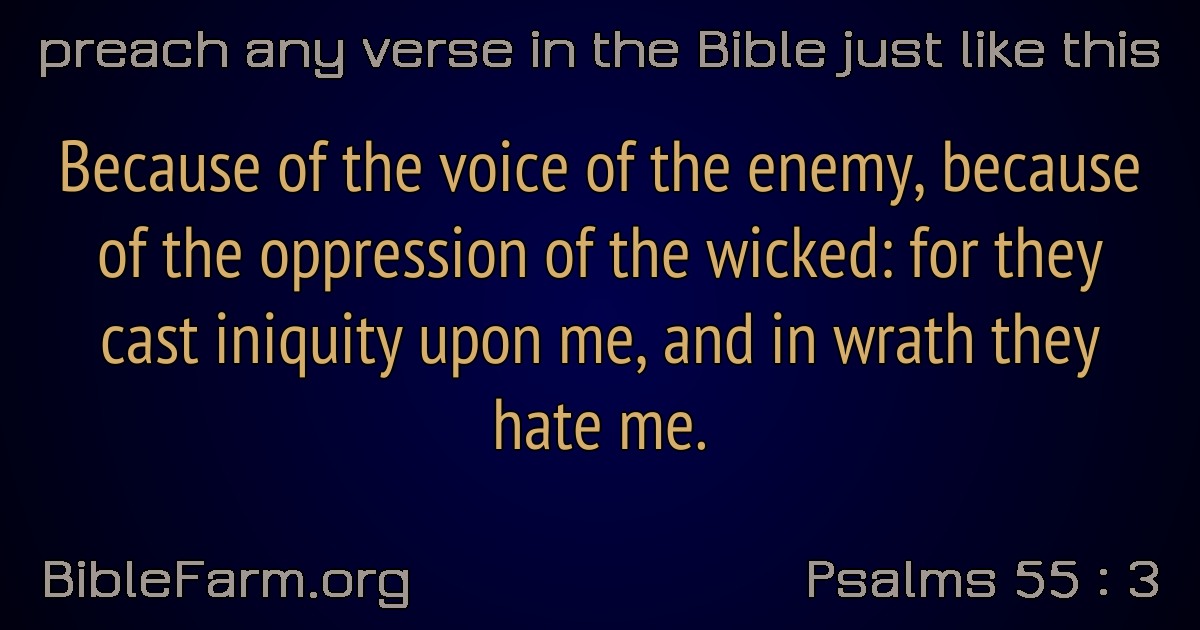 preach any verse in the Bible just like this
Because of the voice of the enemy, because
of the oppression of the wicked: for they
cast iniquity upon me, and in wrath they
hate me.
BibleFarm.org
Psalms 55 : 3